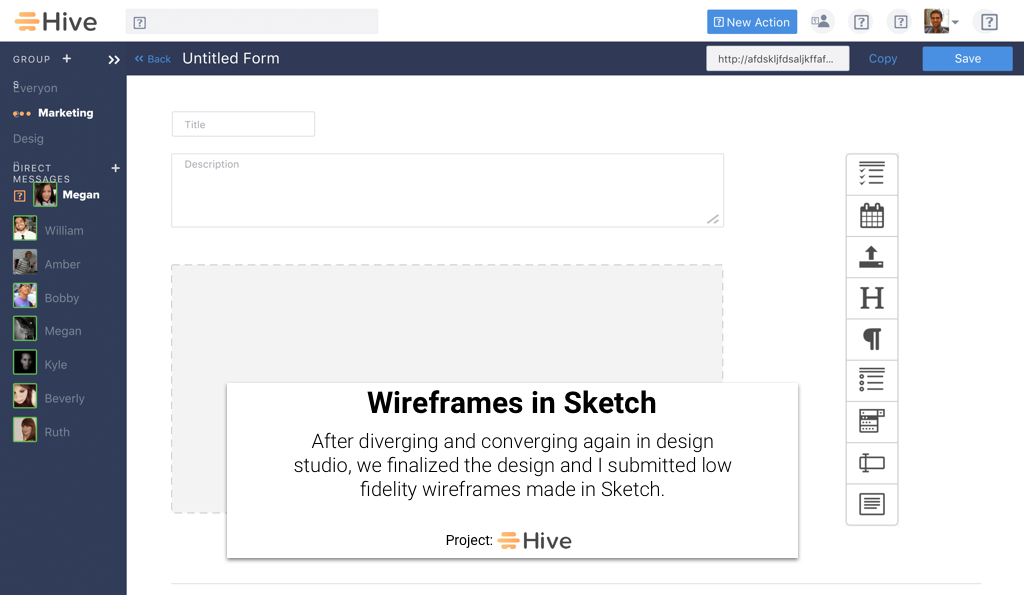 Hive
New Action
GROUP +
Back
Untitled Form
http://afdskljfdsaljkffaf...
Copy
Save
Everyon
Marketing
Desig
DIRECT
MESSAGES
+
Megan
William
Amber
Bobby
Megan
Kyle
Beverly
Ruth
Title
Description
H
¶
Wireframes in Sketch
After diverging and converging again in design
studio, we finalized the design and I submitted low
fidelity wireframes made in Sketch.
Project: Hive